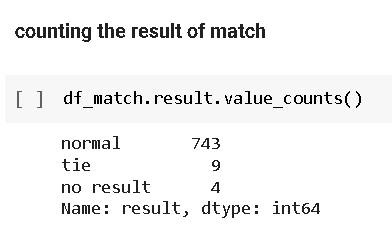 counting the result of match
[ ] df_match.result.value_counts()
normal 743
tie 9
no result 4
Name: result, dtype: int64